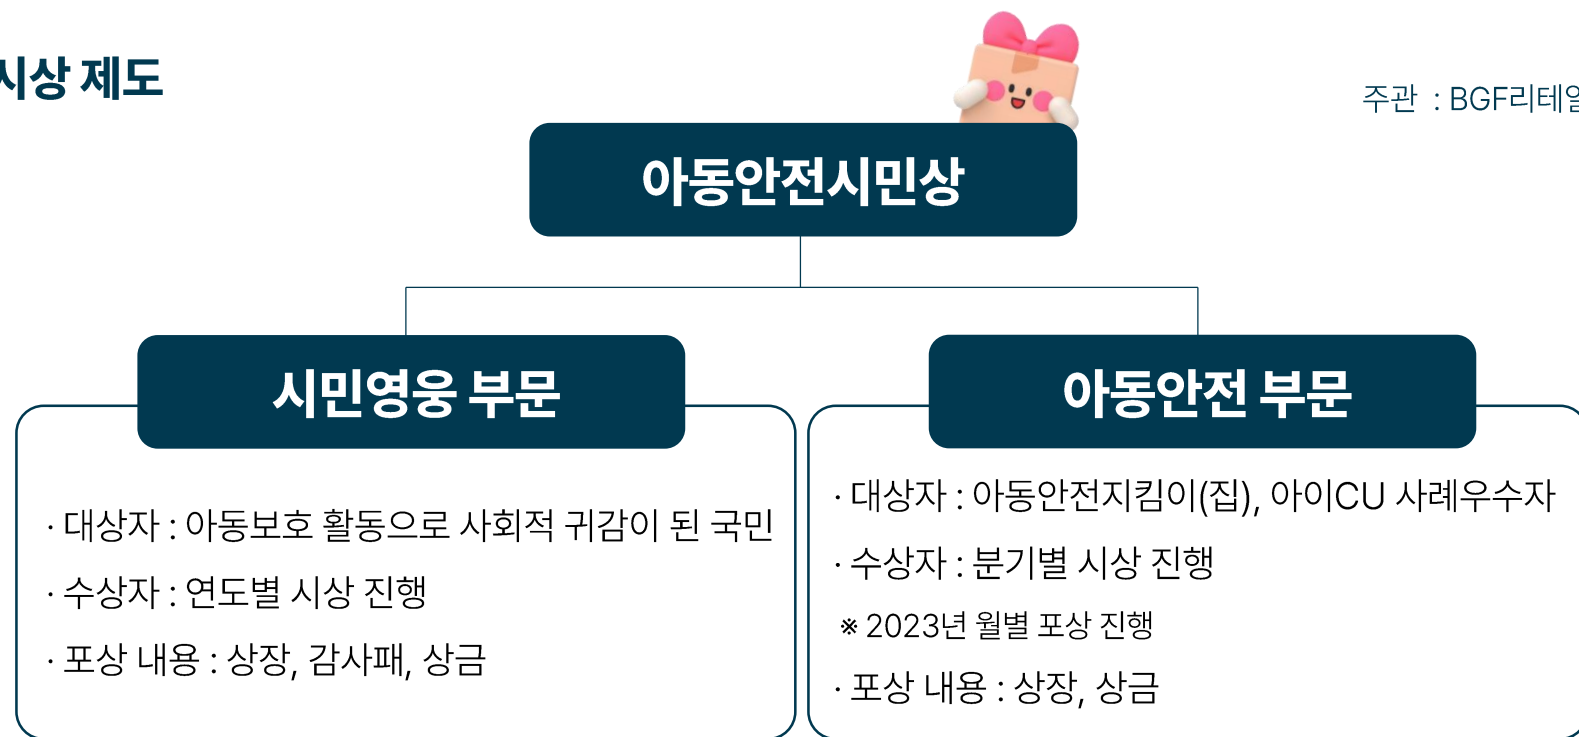 시상 제도
주관 : BGF리테일
아동안전시민상
시민영웅 부문
· 대상자 : 아동보호 활동으로 사회적 귀감이 된 국민
· 수상자 : 연도별 시상 진행
· 포상 내용 : 상장, 감사패, 상금
아동안전 부문
· 대상자 : 아동안전지킴이(집), 아이CU 사례우수자
· 수상자 : 분기별 시상 진행
※ 2023년 월별 포상 진행
· 포상 내용 : 상장, 상금